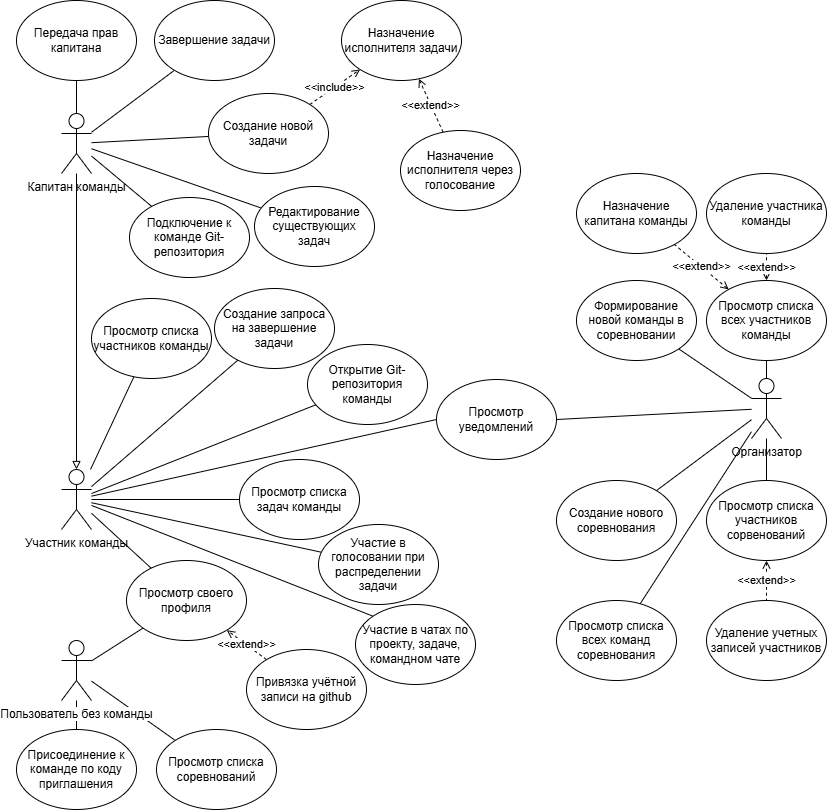 Передача прав
капитана
Завершение задачи
Назначение
исполнителя задачи
<<include>>
<<extend>>
Создание новой
задачи
Назначение
исполнителя через
голосование
Капитан команды
Подключение к
команде Git-
репозитория
Редактирование
существующих
задач
Назначение
капитана команды
Удаление участника
команды
<<extend>>
<<extend>>
Формирование
новой команды в
соревновании
Просмотр списка
всех участников
команды
Просмотр списка
участников команды
Создание запроса
на завершение
задачи
Открытие Git-
репозитория
команды
Просмотр
уведомлений
Организатор
Участник команды
Просмотр списка
задач команды
Создание нового
соревнования
Просмотр списка
участников
сорвенований
Участие в
голосовании при
распределении
задачи
<<extend>>
Просмотр своего
профиля
Участие в чатах по
проекту, задаче,
командном чате
Просмотр списка
всех команд
соревнования
Удаление учетных
записей участников
<<extend>>
Привязка учётной
записи на github
Пользователь без команды
Присоединение к
команде по коду
приглашения
Просмотр списка
соревнований